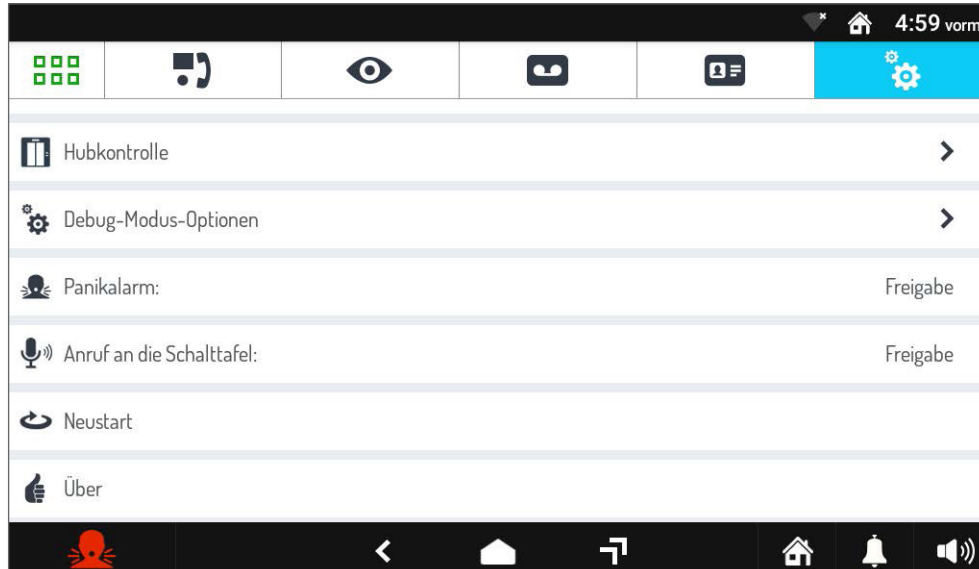 4:59 vorm
Hubkontrolle
Debug-Modus-Optionen
Panikalarm: Freigabe
Anruf an die Schalttafel: Freigabe
Neustart
Über